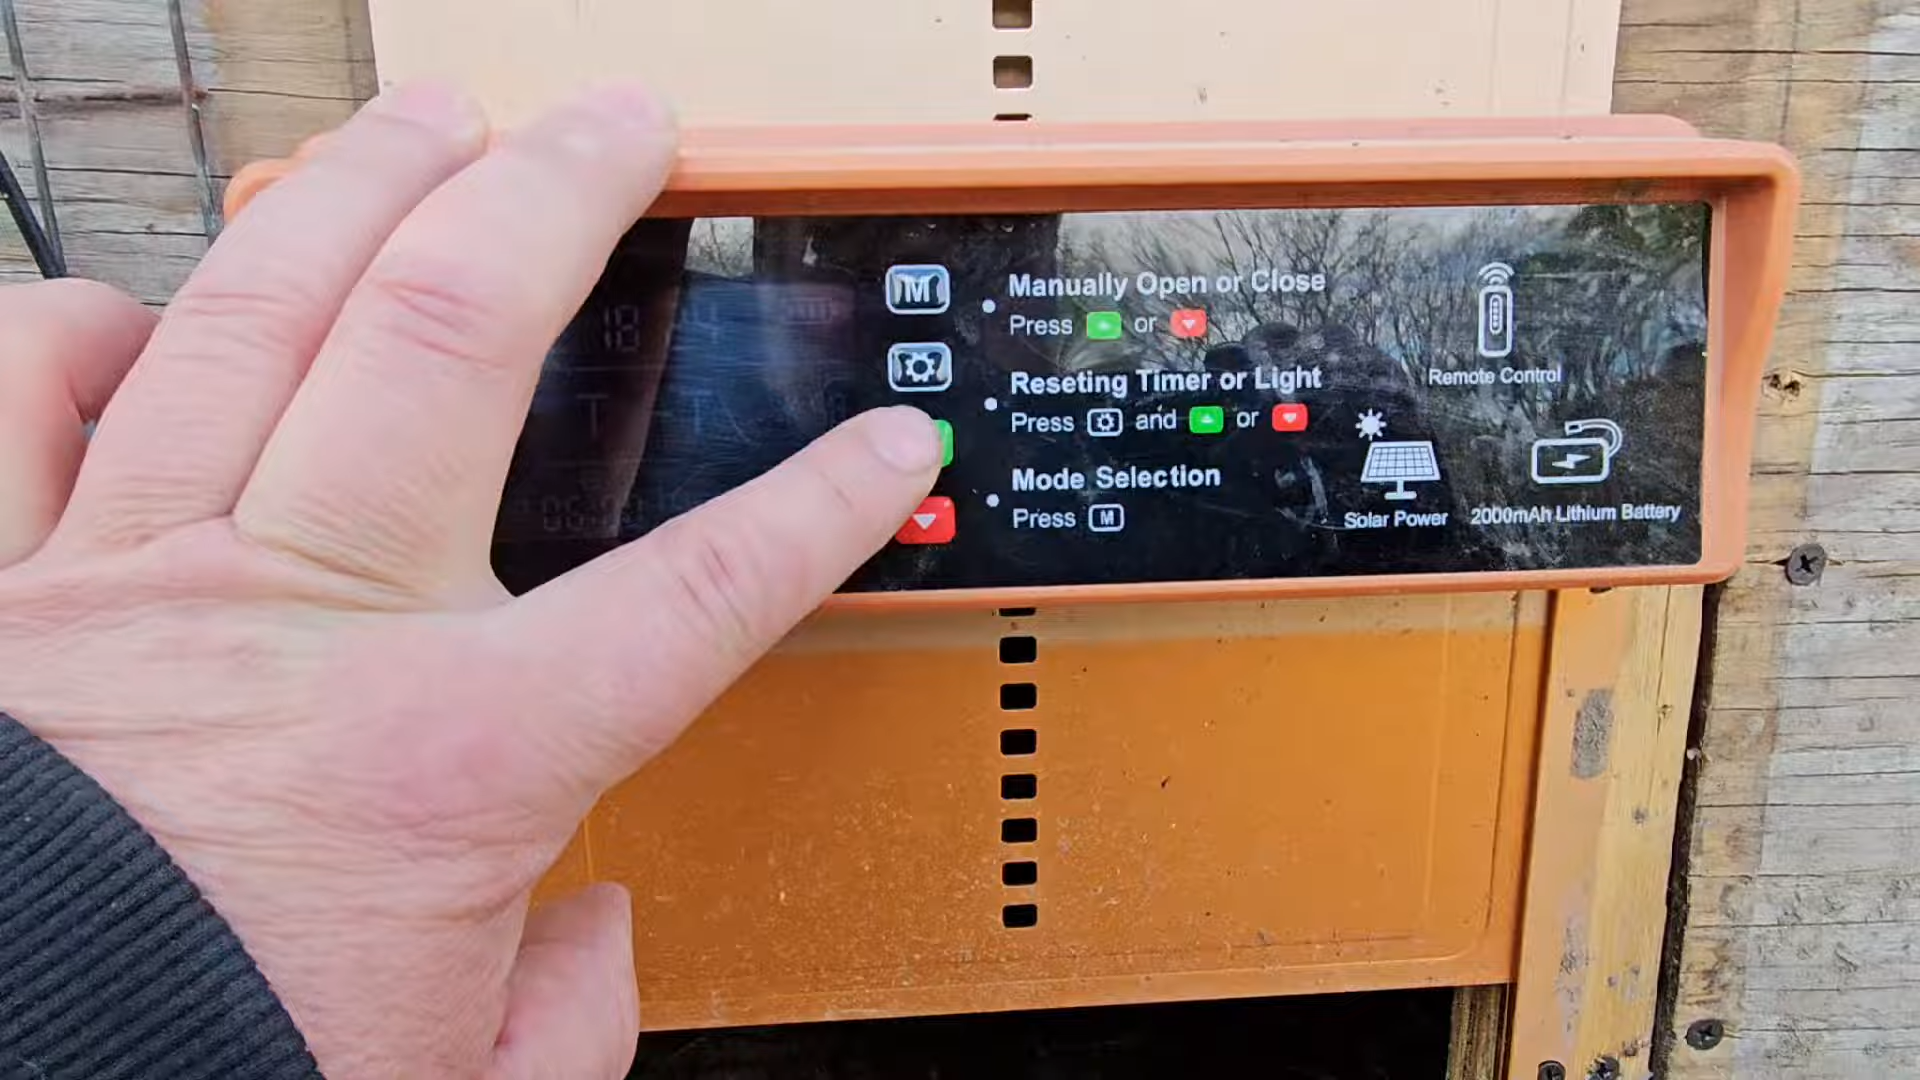 M
Manually Open or Close
Press or
Remote Control
Reseting Timer or Light
Press and or
Mode Selection
Press M
Solar Power
2000mAh Lithium Battery